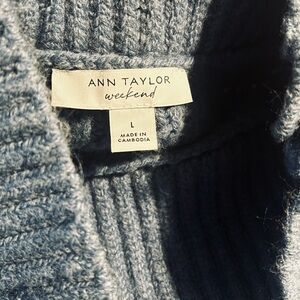 ANN TAYLOR
weekend
L
MADE IN
CAMBODIA